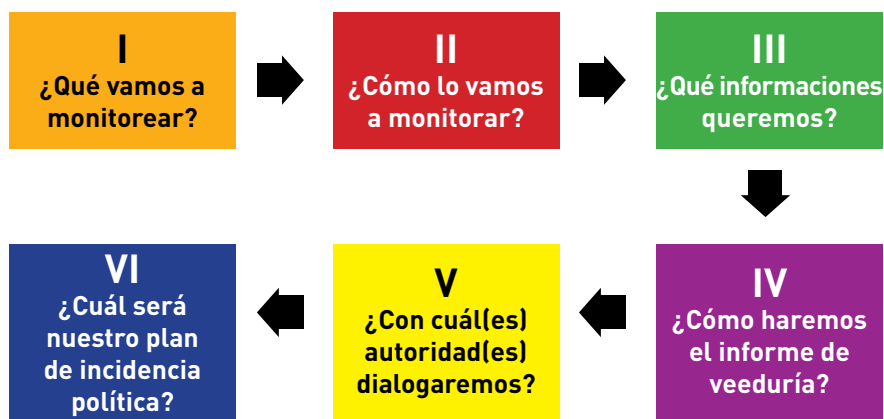 I
¿Qué vamos a
monitorear?
II
¿Cómo lo vamos
a monitorar?
III
¿Qué informaciones
queremos?
IV
¿Cómo haremos
el informe de
veeduría?
V
¿Con cuál(es)
autoridad(es)
dialogaremos?
VI
¿Cuál será
nuestro plan
de incidencia
política?